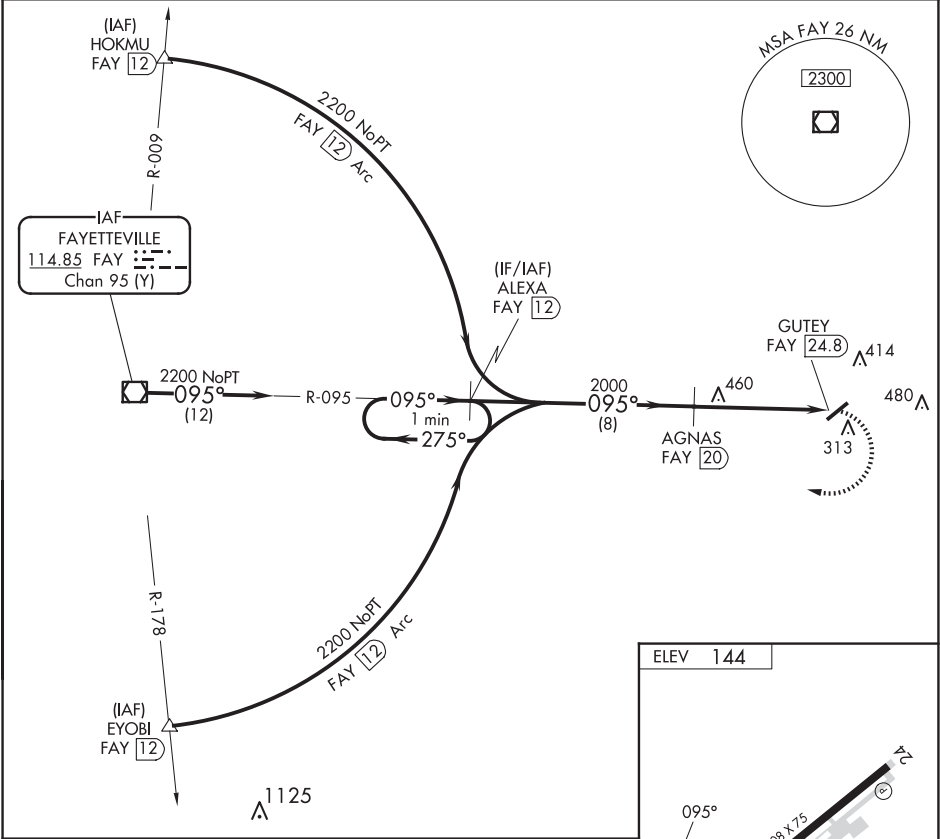 (IAF)
HOKMU
FAY 12
MSA FAY 26 NM
2300
2200 NoPT
FAY 12 Arc
R-009
IAF
FAYETTEVILLE
114.85 FAY
Chan 95 (Y)
(IF/IAF)
ALEXA
FAY 12
GUTEY
FAY 24.8
414
2200 NoPT
095°
(12)
R-095
095°
1 min
275°
2000
095°
(8)
460
480
AGNAS
FAY 20
313
R-178
2200 NoPT
FAY 12 Arc
(IAF)
EYOBI
FAY 12
1125
ELEV 144
24
P
095°
08 X 75